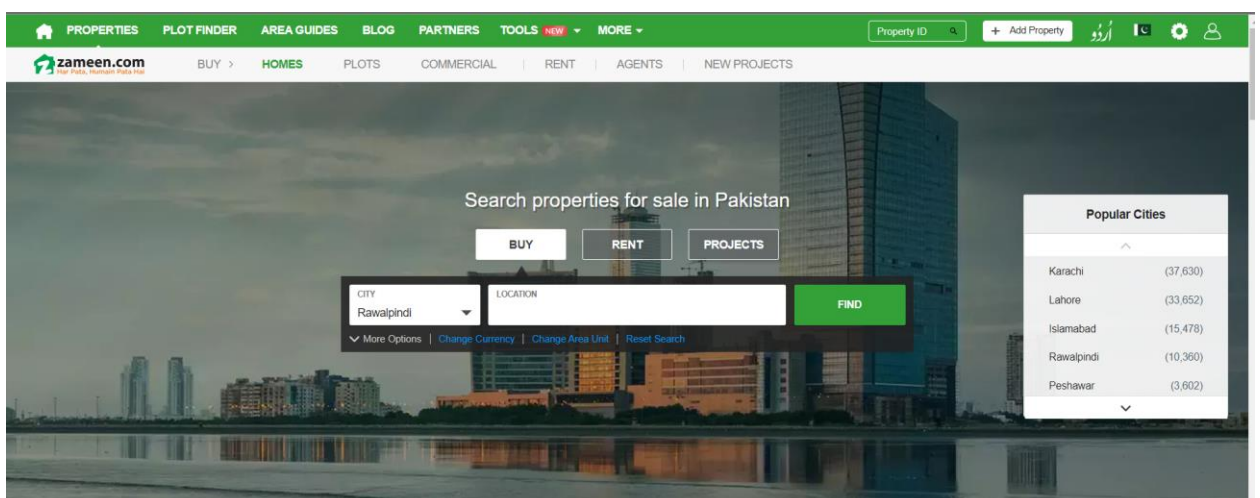 PROPERTIES PLOT FINDER AREA GUIDES BLOG PARTNERS TOOLS NEW MORE Property ID + Add Property اُردُو
zameen.com BUY > HOMES PLOTS COMMERCIAL | RENT | AGENTS | NEW PROJECTS
Har Pata, Humain Pata Hai
Search properties for sale in Pakistan
BUY RENT PROJECTS
CITY LOCATION
Rawalpindi
FIND
More Options | Change Currency | Change Area Unit | Reset Search
Popular Cities
Karachi (37,630)
Lahore (33,652)
Islamabad (15,478)
Rawalpindi (10,360)
Peshawar (3,602)